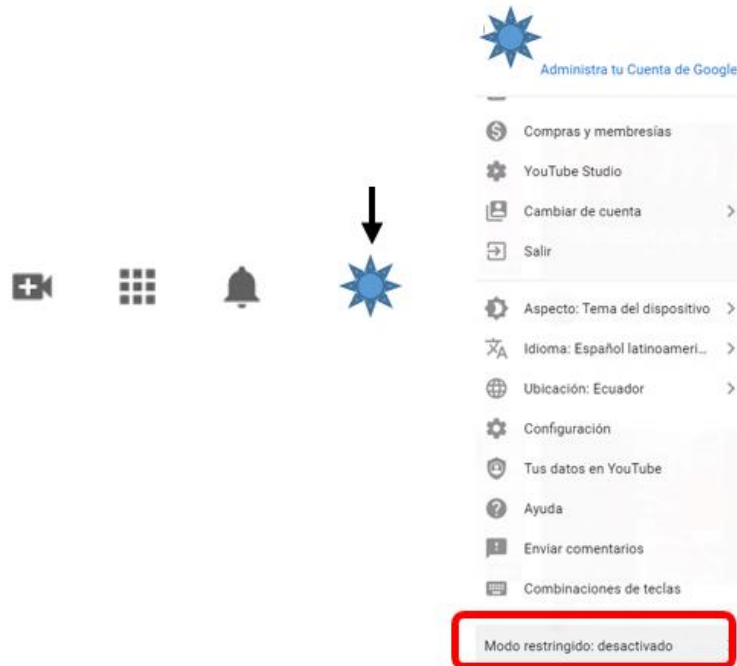 Administra tu Cuenta de Google
Compras y membresías
YouTube Studio
Cambiar de cuenta
Salir
Aspecto: Tema del dispositivo
Idioma: Español latinoameri...
Ubicación: Ecuador
Configuración
Tus datos en YouTube
Ayuda
Enviar comentarios
Combinaciones de teclas
Modo restringido: desactivado